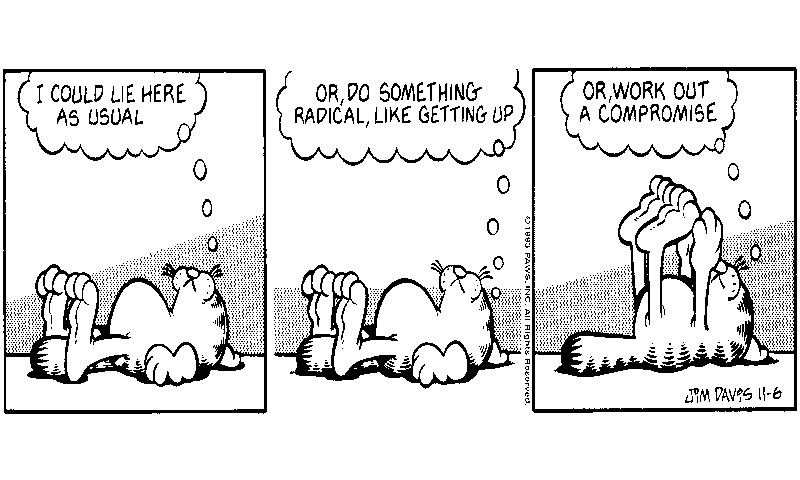 I COULD LIE HERE
AS USUAL
OR, DO SOMETHING
RADICAL, LIKE GETTING UP
© 1993 PAWS, INC. All Rights Reserved.
OR, WORK OUT
A COMPROMISE
JIM DAVIS 11-6